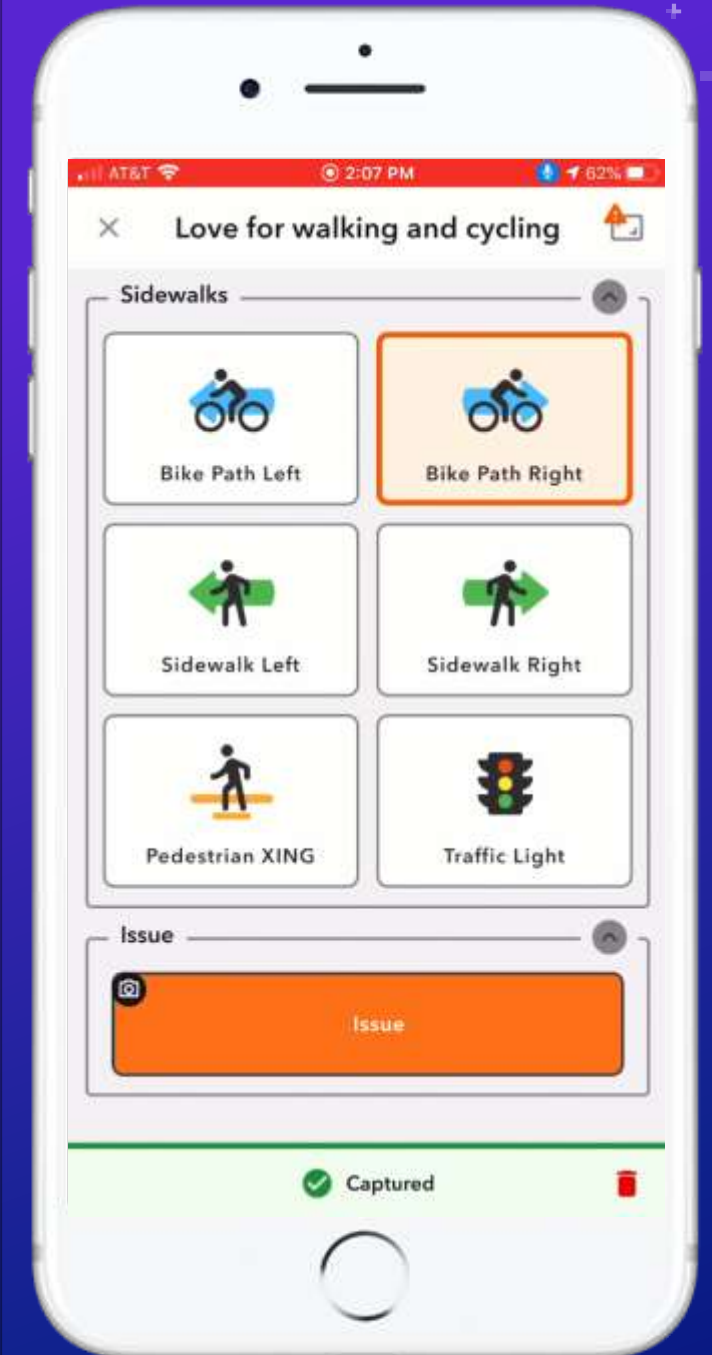 AT&T 2:07 PM 62%
Love for walking and cycling
Sidewalks
Bike Path Left Bike Path Right
Sidewalk Left Sidewalk Right
Pedestrian XING Traffic Light
Issue
Issue
Captured